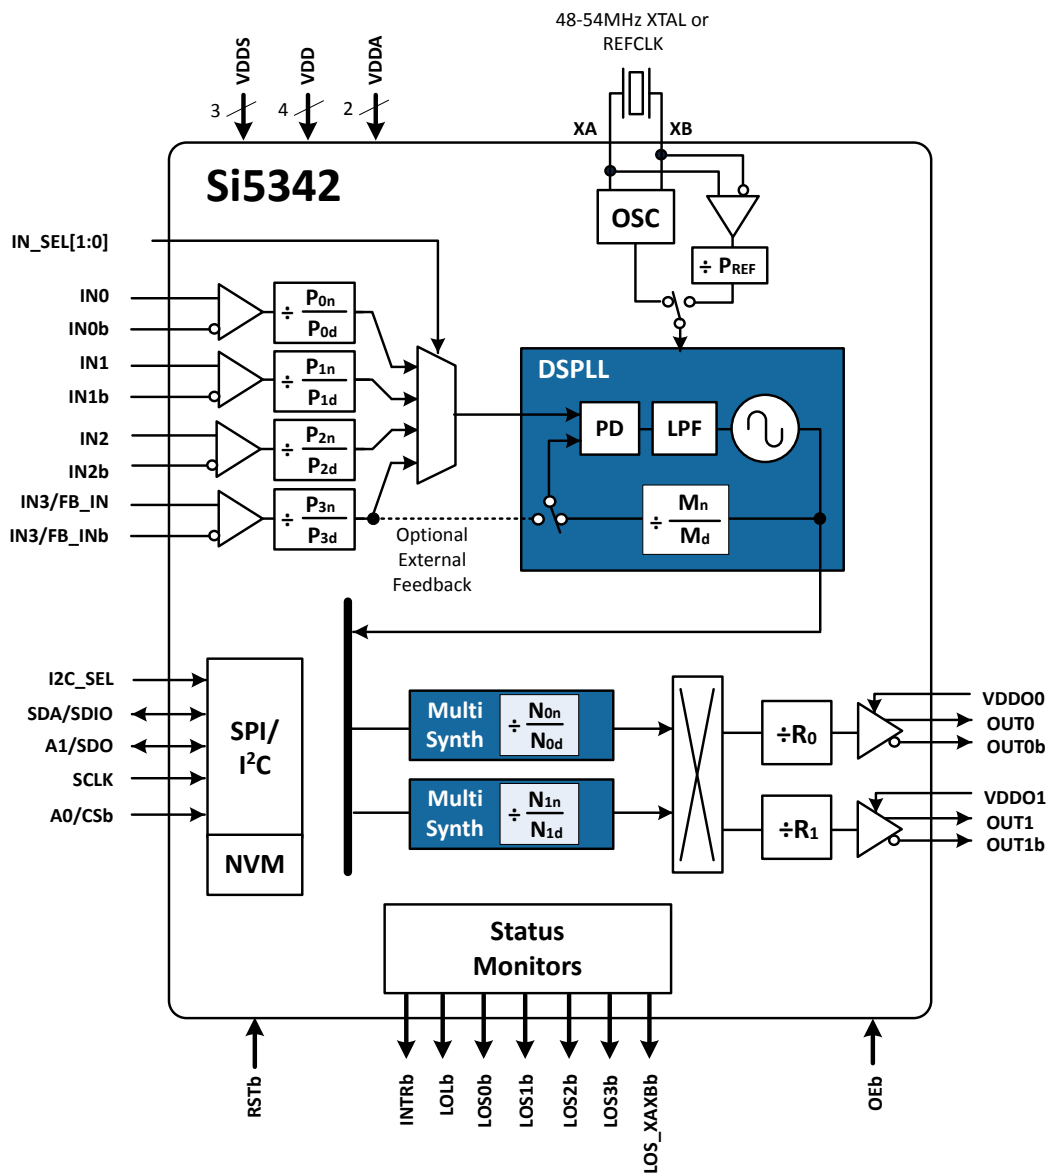 48-54MHz XTAL or
REFCLK
VDDS
VDD
VDDA
3
4
2
XA
XB
Si5342
OSC
÷ PREF
IN_SEL[1:0]
IN0
IN0b
IN1
IN1b
IN2
IN2b
IN3/FB_IN
IN3/FB_INb
÷ P0n
P0d
÷ P1n
P1d
÷ P2n
P2d
÷ P3n
P3d
DSPLL
PD
LPF
÷ Mn
Md
Optional
External
Feedback
I2C_SEL
SDA/SDIO
A1/SDO
SCLK
A0/CSb
SPI/
I²C
NVM
Multi
Synth
÷ N0n
N0d
Multi
Synth
÷ N1n
N1d
÷R0
÷R1
VDDO0
OUT0
OUT0b
VDDO1
OUT1
OUT1b
Status
Monitors
RSTb
INTRb
LOLb
LOS0b
LOS1b
LOS2b
LOS3b
LOS_XAXBb
OEb